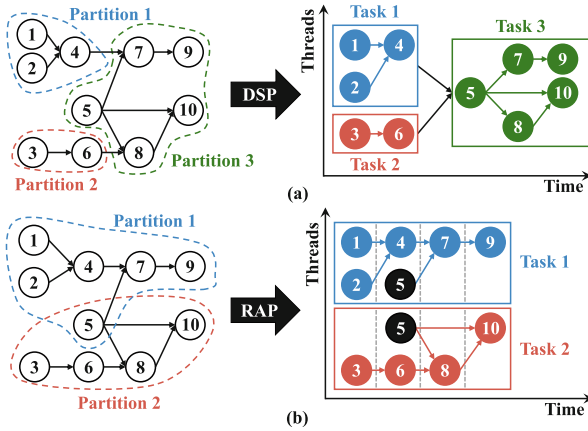 Partition 1
1
2
4
7
9
5
10
3
6
8
Partition 2
Partition 3
DSP
Threads
Task 1
1
4
2
3
6
Task 2
Task 3
7
9
5
10
8
Time
(a)
Partition 1
1
2
4
7
9
5
10
3
6
8
Partition 2
RAP
Threads
1
4
7
9
2
5
Task 1
5
10
3
6
8
Task 2
Time
(b)